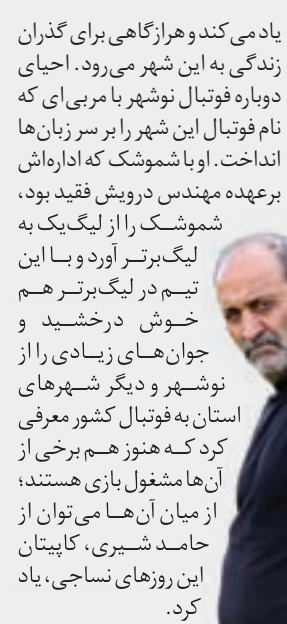 یاد می‌کند و هرازگاهی برای گذران
زندگی به این شهر می‌رود. احیای
دوباره فوتبال نوشهر با مربی‌ای که
نام فوتبال این شهر را بر سر زبان‌ها
انداخت. او با شموشک که اداره‌اش
برعهده مهندس درویش فقید بود،
شموشک را از لیگ‌یک به
لیگ‌برتر آورد و با این
تیم در لیگ‌برتر هم
خوش درخشید و
جوان‌های زیادی را از
نوشهر و دیگر شهرهای
استان به فوتبال کشور معرفی
کرد که هنوز هم برخی از
آن‌ها مشغول بازی هستند؛
از میان آن‌ها می‌توان از
حامد شیری، کاپیتان
این روزهای نساجی، یاد
کرد.